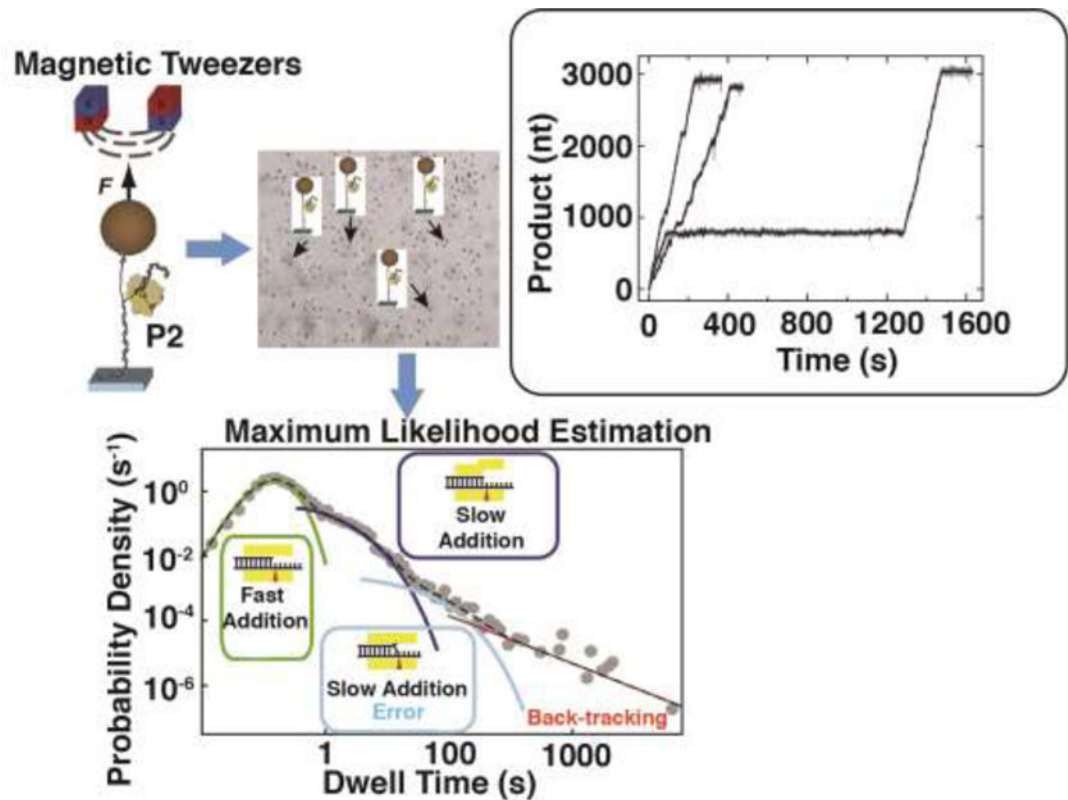 Magnetic Tweezers
F
P2
3000
2000
1000
0
Product (nt)
0 400 800 1200 1600
Time (s)
Maximum Likelihood Estimation
Probability Density (s⁻¹)
10⁰
10⁻²
10⁻⁴
10⁻⁶
Slow
Addition
Fast
Addition
Slow Addition
Error
Back-tracking
1 100 1000
Dwell Time (s)